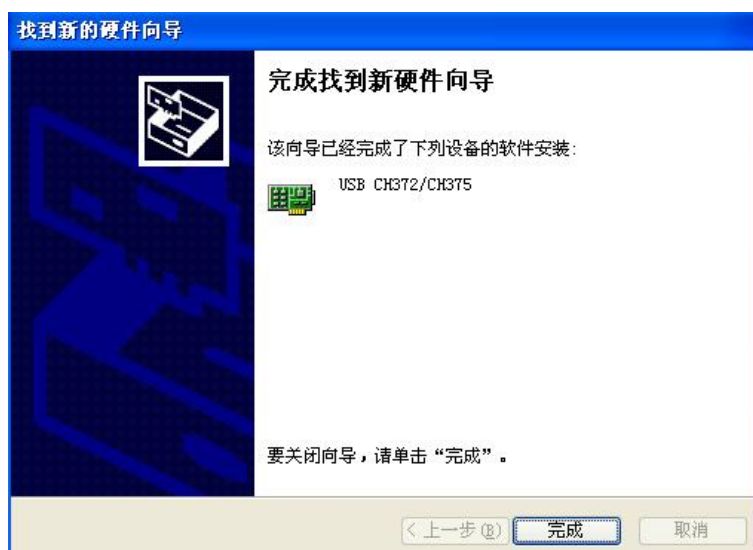 找到新的硬件向导
完成找到新硬件向导
该向导已经完成了下列设备的软件安装:
USB CH372/CH375
要关闭向导，请单击“完成”。
<上一步(B) 完成 取消